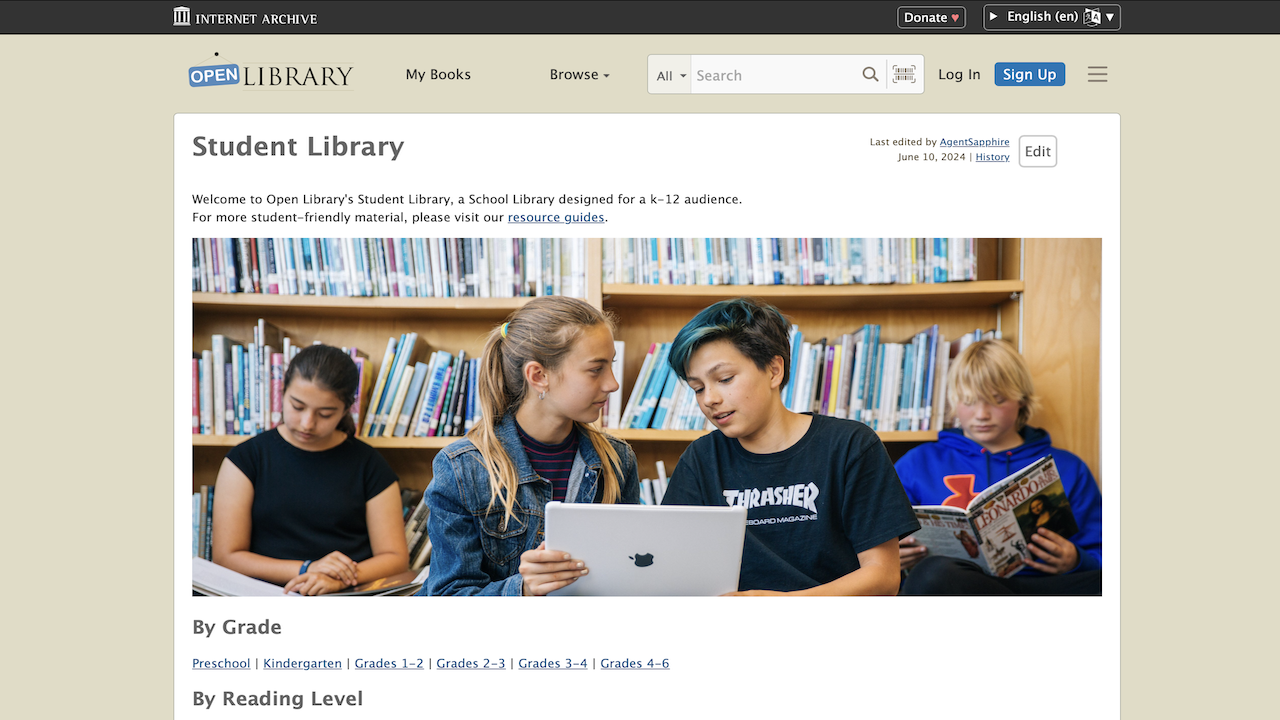 INTERNET ARCHIVE
Donate ♥
English (en)
OPEN LIBRARY
My Books
Browse
All
Search
Log In
Sign Up
Student Library
Last edited by AgentSapphire
June 10, 2024 | History
Edit
Welcome to Open Library's Student Library, a School Library designed for a k-12 audience.
For more student-friendly material, please visit our resource guides.
THRASHER
EBOARD MAGAZINE
HIS TIMES
LEONARDO
By Grade
Preschool | Kindergarten | Grades 1-2 | Grades 2-3 | Grades 3-4 | Grades 4-6
By Reading Level